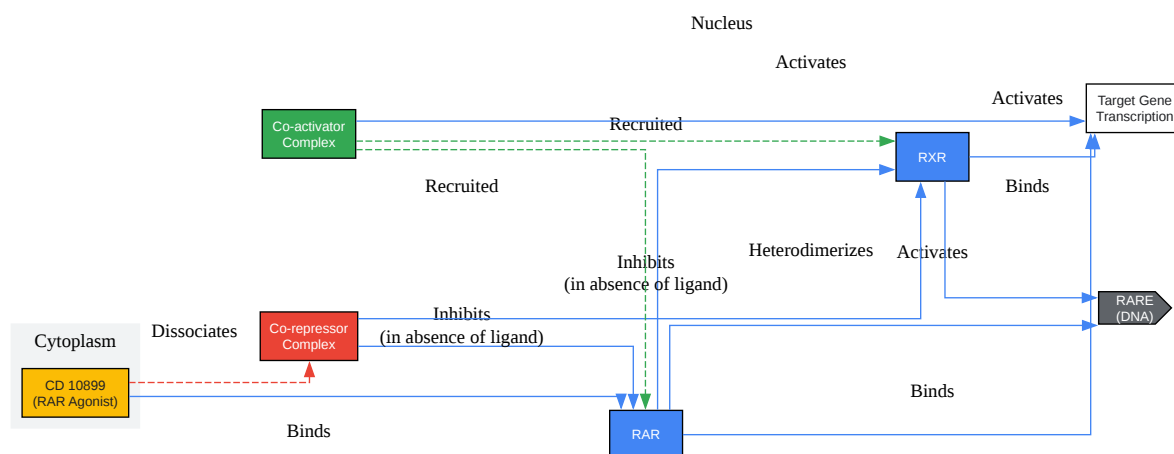 Nucleus
Activates
Activates
Target Gene
Transcription
Co-activator
Complex
Recruited
RXR
Recruited
Binds
Heterodimerizes
Activates
Inhibits
(in absence of ligand)
RARE
(DNA)
Cytoplasm
Dissociates
Co-repressor
Complex
Inhibits
(in absence of ligand)
CD 10899
(RAR Agonist)
Binds
Binds
RAR